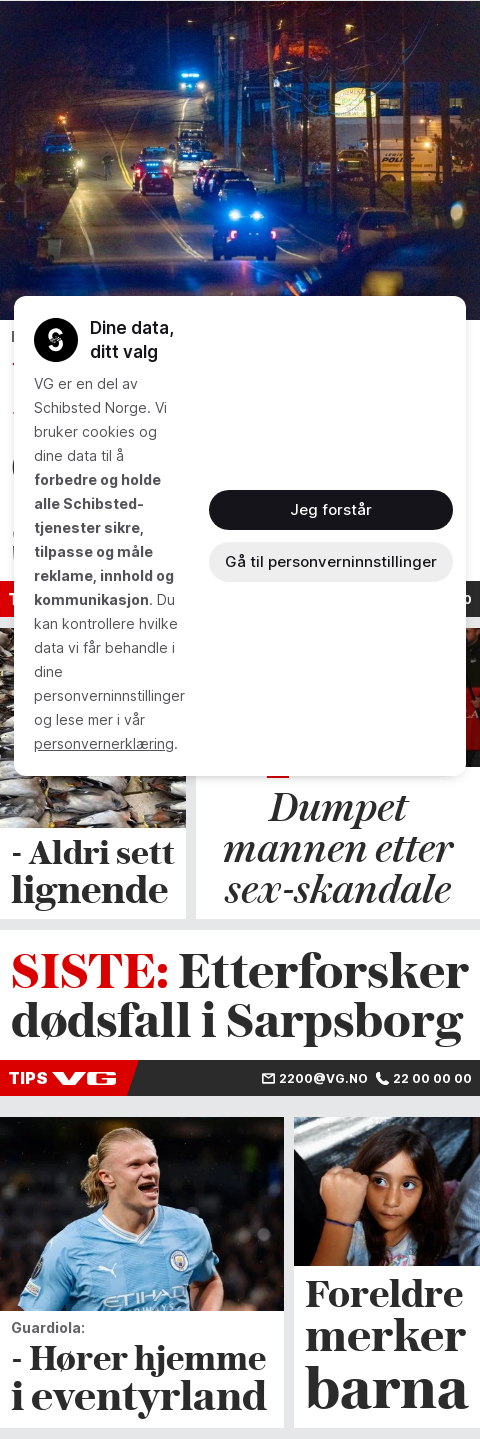 Dine data,
ditt valg
VG er en del av
Schibsted Norge. Vi
bruker cookies og
dine data til å
forbedre og holde
alle Schibsted-
tjenester sikre,
tilpasse og måle
reklame, innhold og
kommunikasjon. Du
kan kontrollere hvilke
data vi får behandle i
dine
personverninnstillinger
og lese mer i vår
personvernerklæring.
Jeg forstår
Gå til personverninnstillinger
- Aldri sett
lignende
Dumpet
mannen etter
sex-skandale
SISTE: Etterforsker
dødsfall i Sarpsborg
TIPS VG 2200@VG.NO 22 00 00 00
ETIHAD
AIRWAYS
Guardiola:
- Hører hjemme
i eventyrland
Foreldre
merker
barna